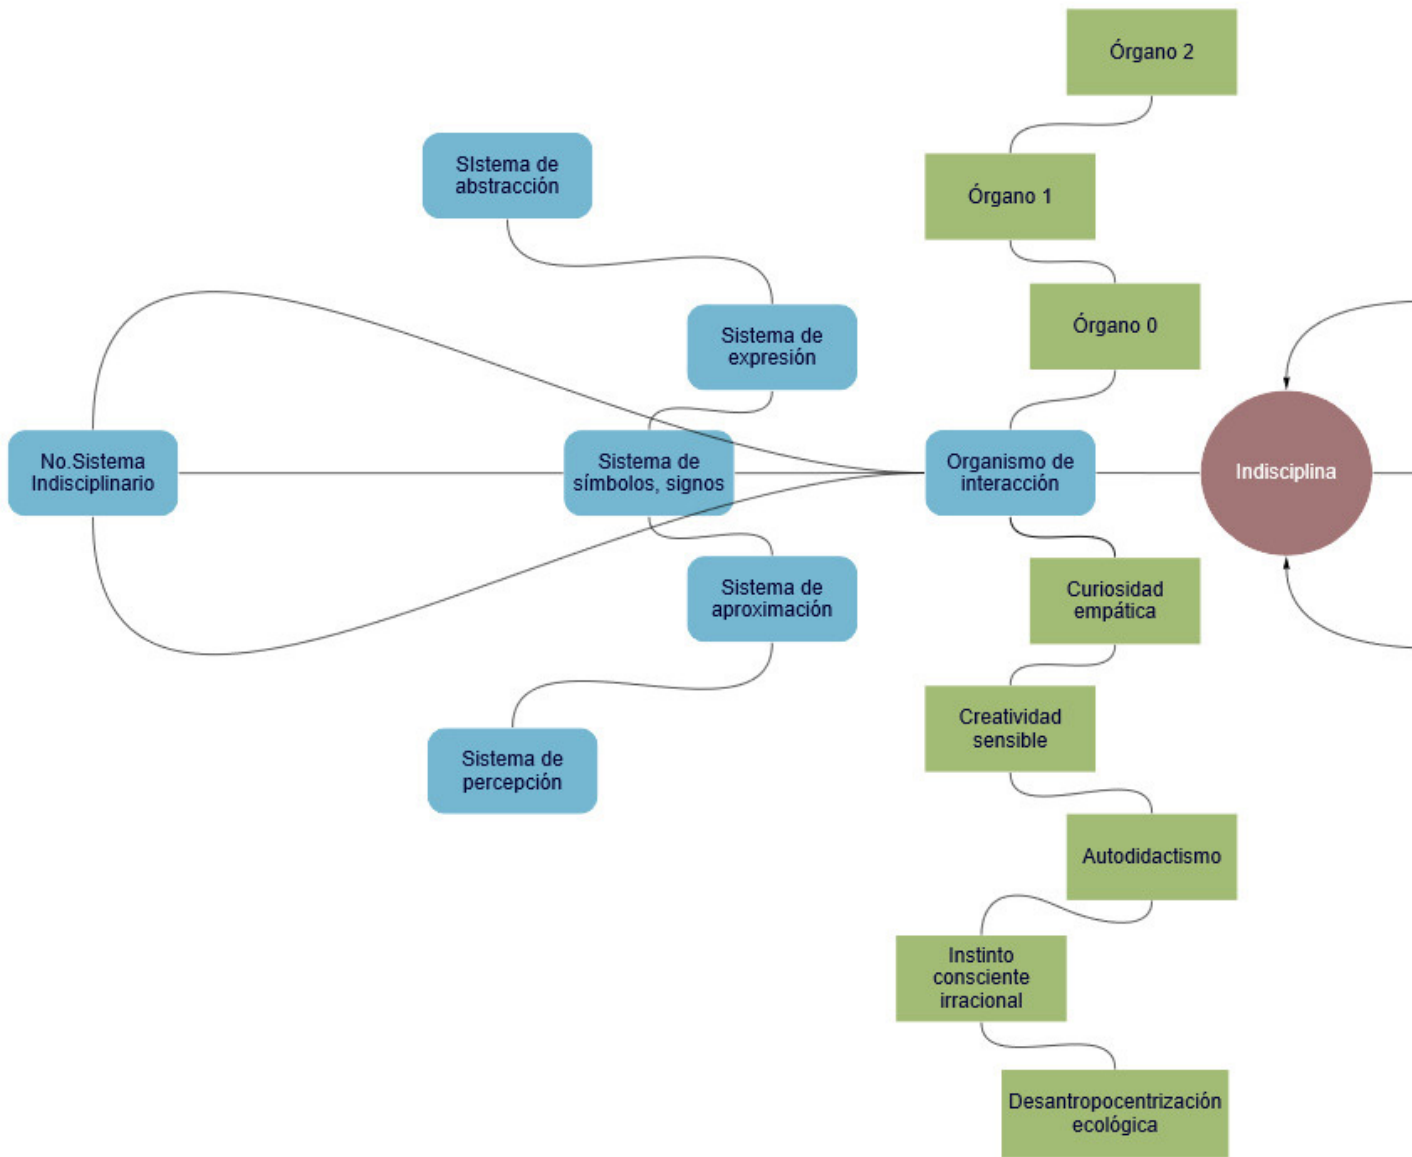 Órgano 2
SIstema de
abstracción
Órgano 1
Sistema de
expresión
Órgano 0
No.Sistema
Indisciplinario
Sistema de
símbolos, signos
Organismo de
interacción
Indisciplina
Sistema de
aproximación
Curiosidad
empática
Creatividad
sensible
Sistema de
percepción
Autodidactismo
Instinto
consciente
irracional
Desantropocentrización
ecológica